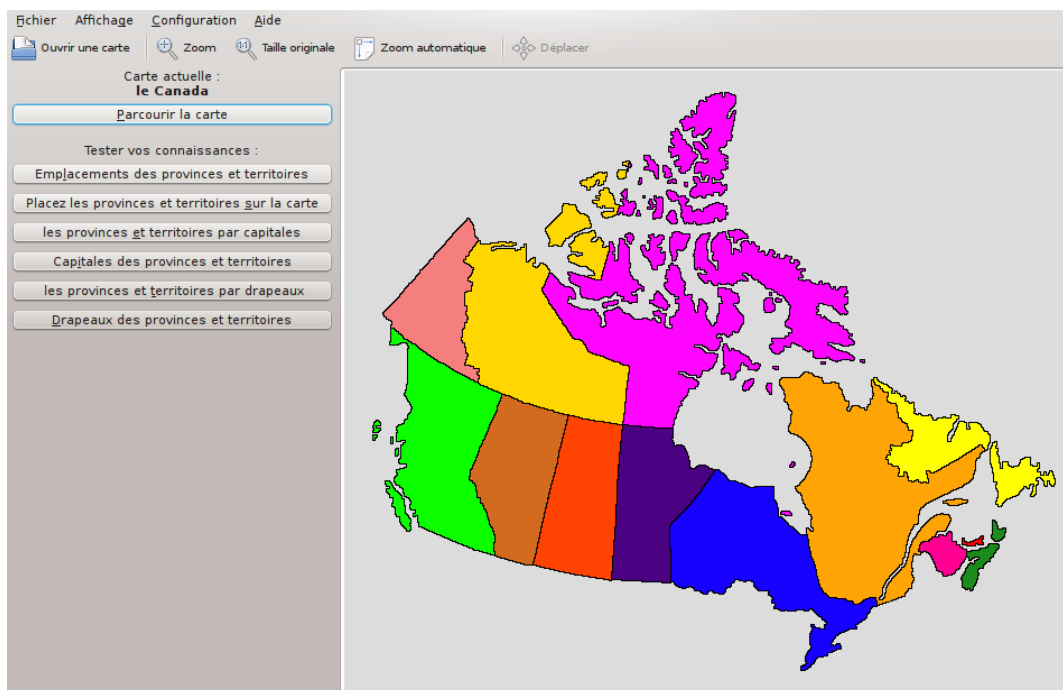 Fichier Affichage Configuration Aide
Ouvrir une carte Zoom 1:1 Taille originale Zoom automatique Déplacer
Carte actuelle :
le Canada
Parcourir la carte
Tester vos connaissances :
Emplacements des provinces et territoires
Placez les provinces et territoires sur la carte
les provinces et territoires par capitales
Capitales des provinces et territoires
les provinces et territoires par drapeaux
Drapeaux des provinces et territoires